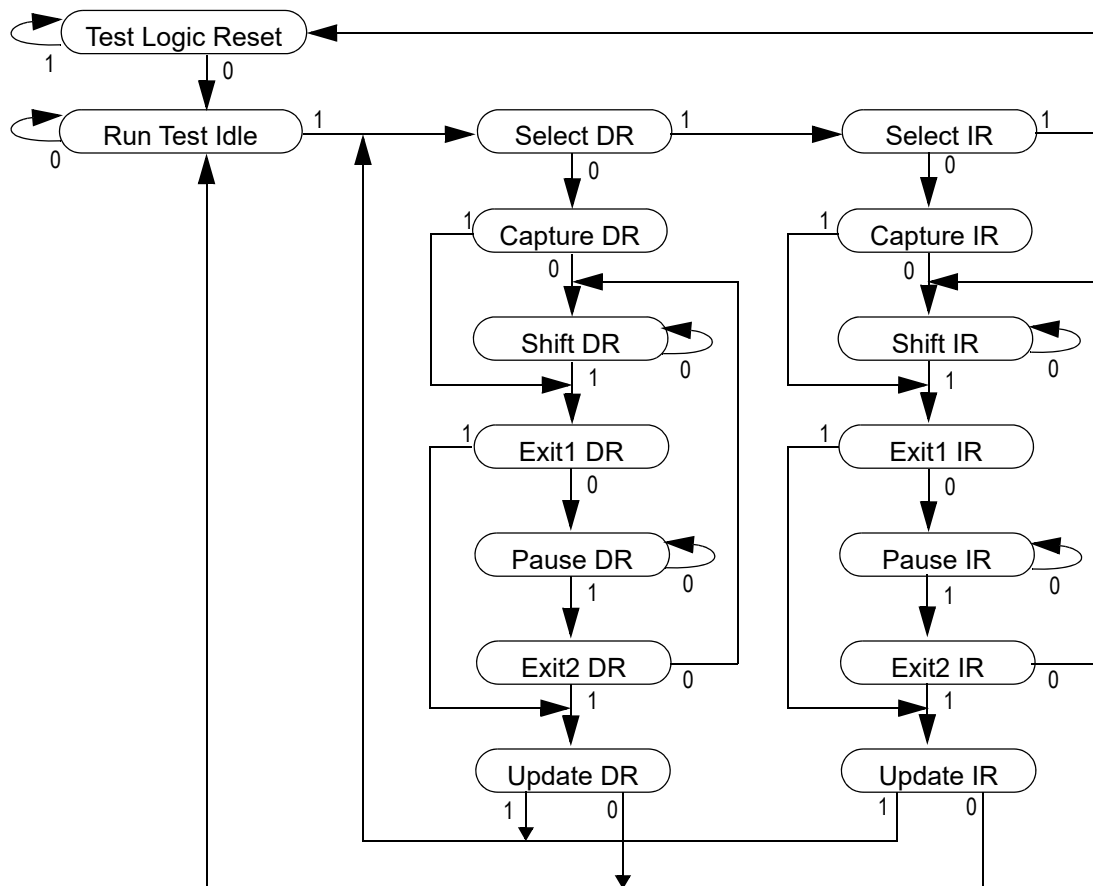 Test Logic Reset
1
0
Run Test Idle
1
Select DR
1
Select IR
1
0
0
0
1
Capture DR
1
Capture IR
0
0
Shift DR
Shift IR
0
0
1
1
1
Exit1 DR
1
Exit1 IR
0
0
Pause DR
Pause IR
0
0
1
1
Exit2 DR
Exit2 IR
0
0
1
1
Update DR
Update IR
1
0
1
0